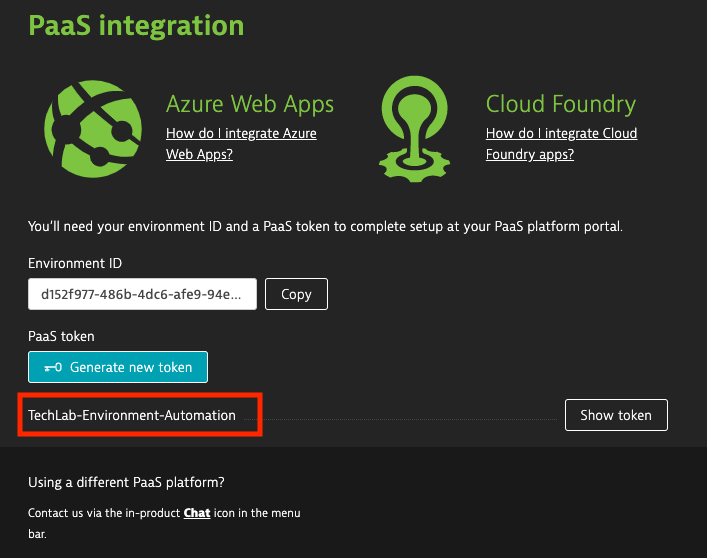 PaaS integration
Azure Web Apps
How do I integrate Azure
Web Apps?
Cloud Foundry
How do I integrate Cloud
Foundry apps?
You'll need your environment ID and a PaaS token to complete setup at your PaaS platform portal.
Environment ID
d152f977-486b-4dc6-afe9-94e...
Copy
PaaS token
Generate new token
TechLab-Environment-Automation
Show token
Using a different PaaS platform?
Contact us via the in-product Chat icon in the menu
bar.